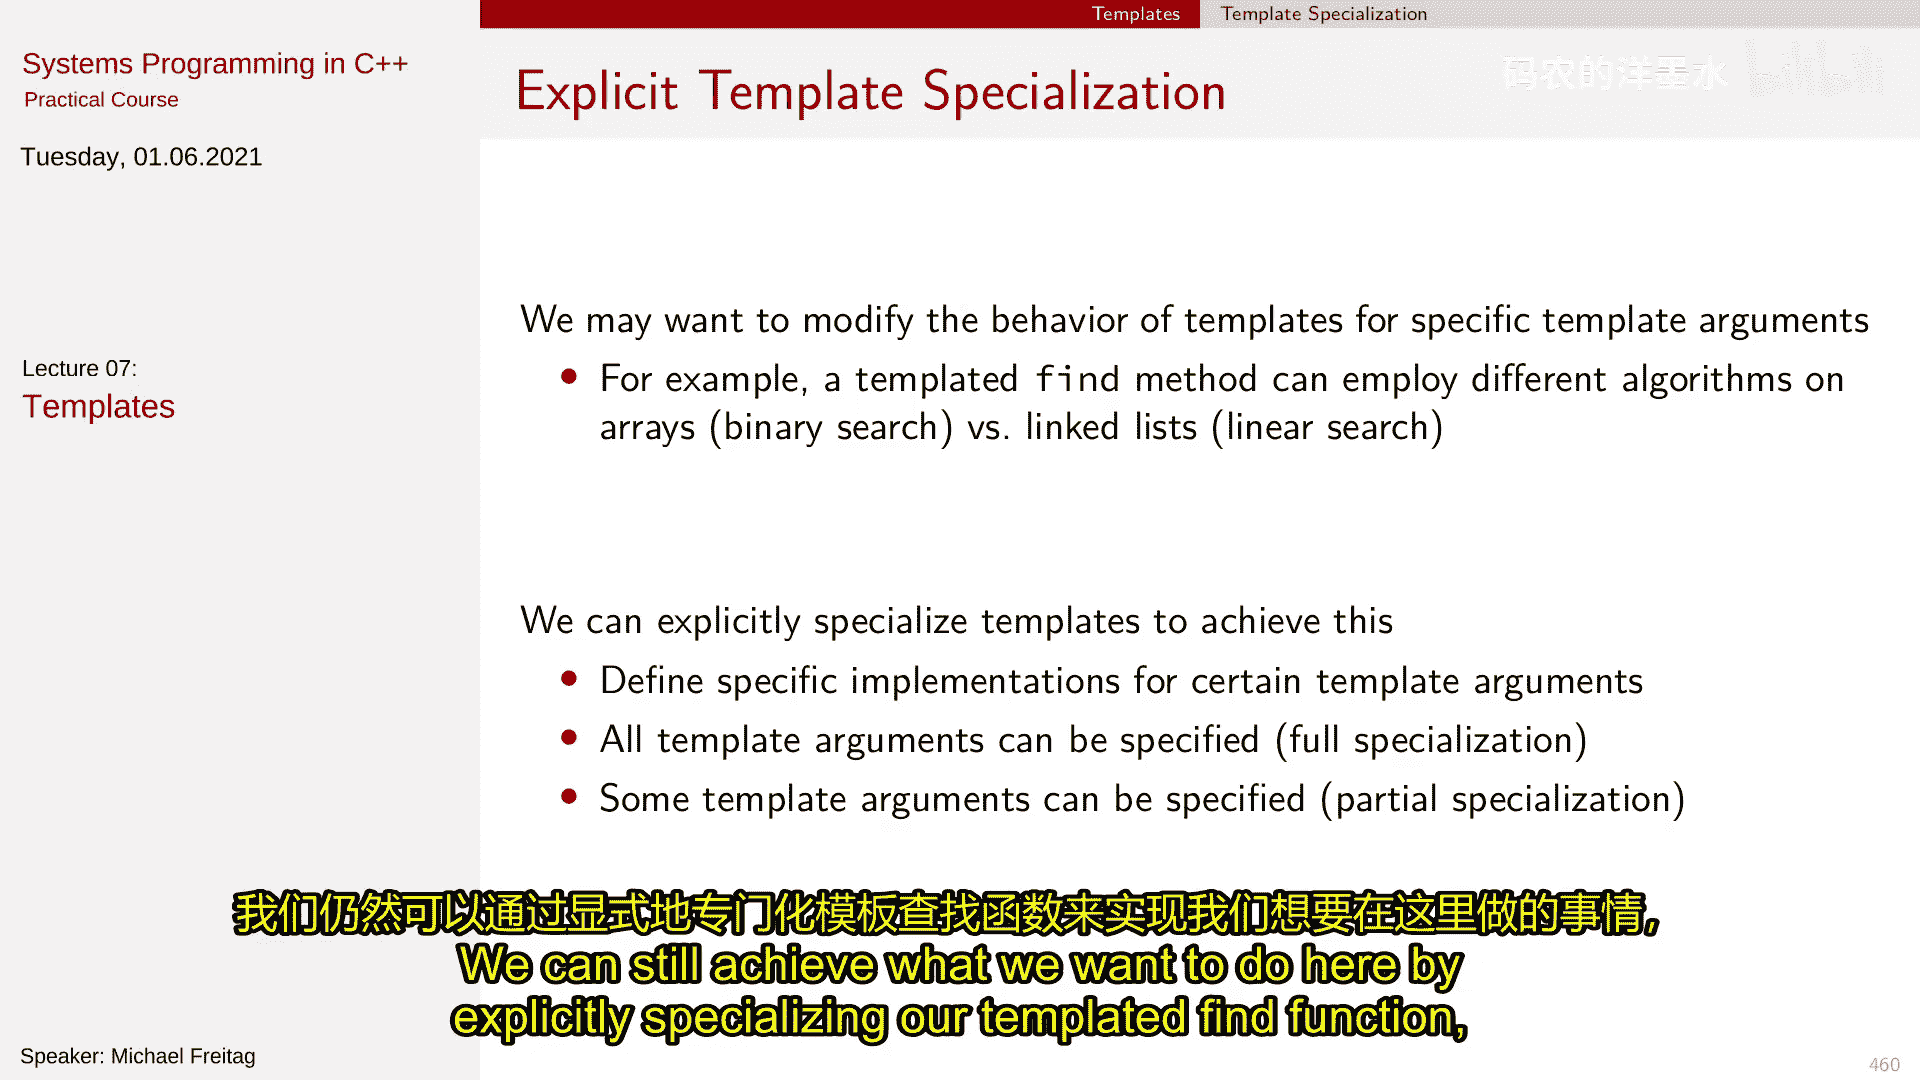 Templates Template Specialization
Systems Programming in C++
Practical Course
Tuesday, 01.06.2021
Explicit Template Specialization
码农的洋墨水 bilibili
We may want to modify the behavior of templates for specific template arguments
• For example, a templated find method can employ different algorithms on
arrays (binary search) vs. linked lists (linear search)
Lecture 07:
Templates
We can explicitly specialize templates to achieve this
• Define specific implementations for certain template arguments
• All template arguments can be specified (full specialization)
• Some template arguments can be specified (partial specialization)
我们仍然可以通过显式地专门化模板查找函数来实现我们想要在这里做的事情,
We can still achieve what we want to do here by
explicitly specializing our templated find function,
Speaker: Michael Freitag
460